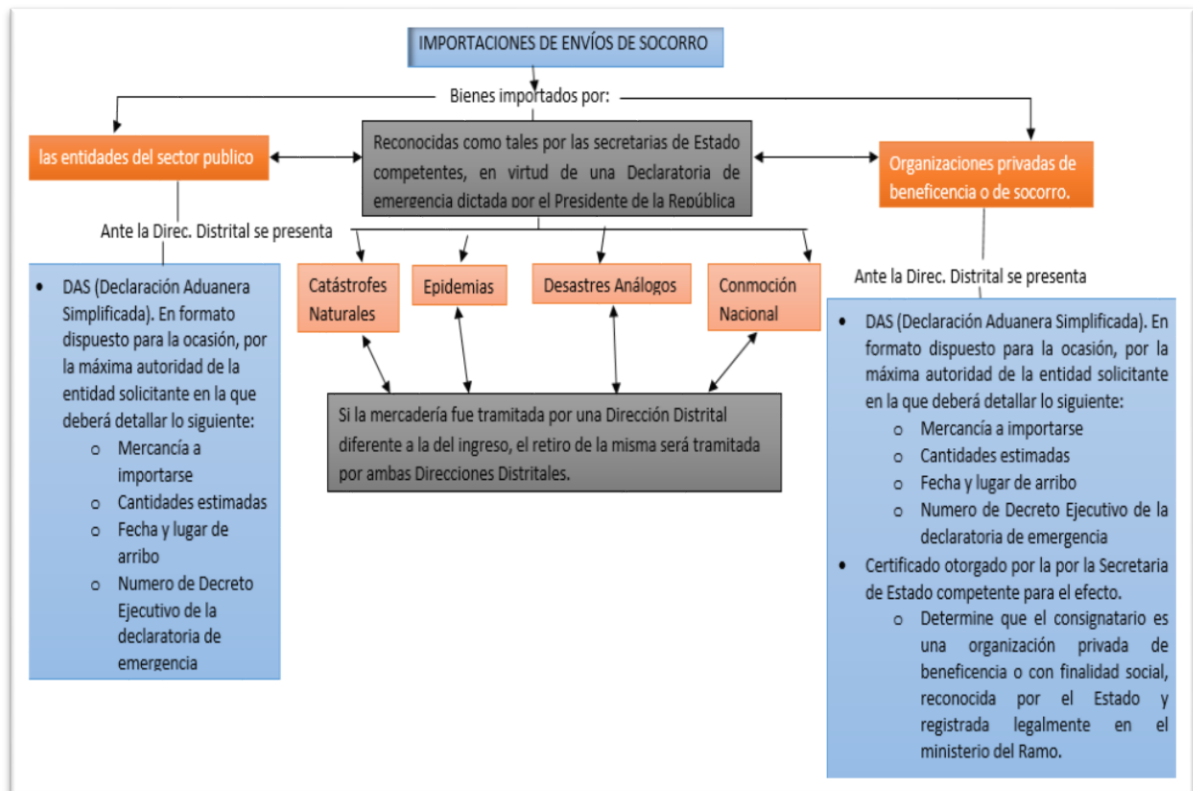 IMPORTACIONES DE ENVÍOS DE SOCORRO
Bienes importados por:
las entidades del sector publico
Reconocidas como tales por las secretarias de Estado
competentes, en virtud de una Declaratoria de
emergencia dictada por el Presidente de la República
Organizaciones privadas de
beneficencia o de socorro.
Ante la Direc. Distrital se presenta
• DAS (Declaración Aduanera
Simplificada). En formato
dispuesto para la ocasión, por
la máxima autoridad de la
entidad solicitante en la que
deberá detallar lo siguiente:
o Mercancía a
importarse
o Cantidades estimadas
o Fecha y lugar de
arribo
o Numero de Decreto
Ejecutivo de la
declaratoria de
emergencia
Catástrofes
Naturales
Epidemias
Desastres Análogos
Conmoción
Nacional
Si la mercadería fue tramitada por una Dirección Distrital
diferente a la del ingreso, el retiro de la misma será tramitada
por ambas Direcciones Distritales.
Ante la Direc. Distrital se presenta
• DAS (Declaración Aduanera Simplificada). En
formato dispuesto para la ocasión, por la
máxima autoridad de la entidad solicitante
en la que deberá detallar lo siguiente:
o Mercancía a importarse
o Cantidades estimadas
o Fecha y lugar de arribo
o Numero de Decreto Ejecutivo de la
declaratoria de emergencia
• Certificado otorgado por la por la Secretaria
de Estado competente para el efecto.
o Determine que el consignatario es
una organización privada de
beneficencia o con finalidad social,
reconocida por el Estado y
registrada legalmente en el
ministerio del Ramo.